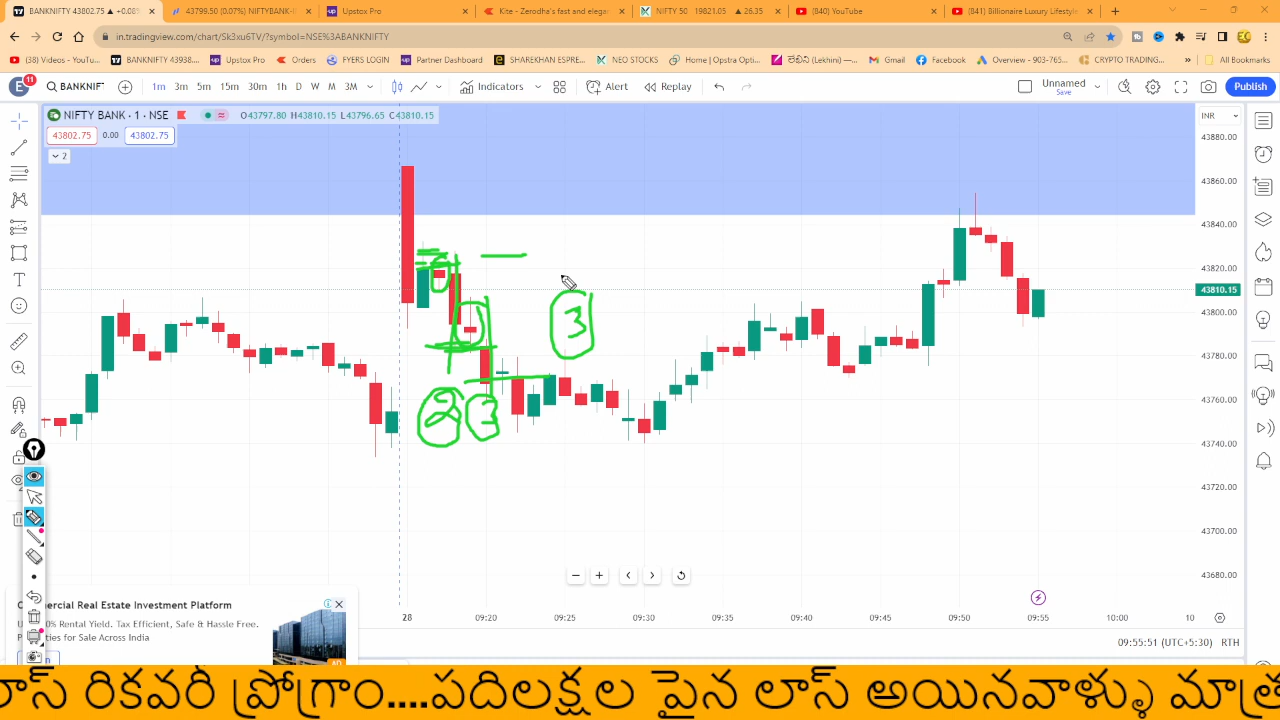 BANKNIFTY 43802.75 ▲ +0.08%
43799.50 (0.07%) NIFTYBANK-I
Upstox Pro
Kite - Zerodha's fast and elegan
NIFTY 50 19821.05 ▲ 26.35
(840) YouTube
(841) Billionaire Luxury Lifestyle
in.tradingview.com/chart/Sk3xu6TV/?symbol=NSE%3ABANKNIFTY
(38) Videos - YouTu...
BANKNIFTY 43938....
Upstox Pro
Orders
FYERS LOGIN
Partner Dashboard
SHAREKHAN ESPRE...
NEO STOCKS
Home | Opstra Opti...
లేఖిని (Lekhini) —...
Gmail
Facebook
Overview - 903-765...
CRYPTO TRADING...
»
All Bookmarks
E 11
BANKNIF
1m 3m 5m 15m 30m 1h D W M 3M
Indicators
Alert
Replay
Unnamed
Save
Publish
NIFTY BANK · 1 · NSE
O43797.80 H43810.15 L43796.65 C43810.15
INR
43802.75 0.00 43802.75
2
43880.00
43860.00
43840.00
43820.00
43810.15
43800.00
43780.00
43760.00
43740.00
43720.00
43700.00
43680.00
3
2 3
28 09:20 09:25 09:30 09:35 09:40 09:45 09:50 09:55 10:00 10
09:55:51 (UTC+5:30) RTH
ercial Real Estate Investment Platform
0% Rental Yield. Tax Efficient, Safe & Hassle Free.
for Sale Across India
AD
లాస్ రికవరీ ప్రోగ్రాం....పదిలక్షల పైన లాస్ అయినవాళ్ళు మాత్ర